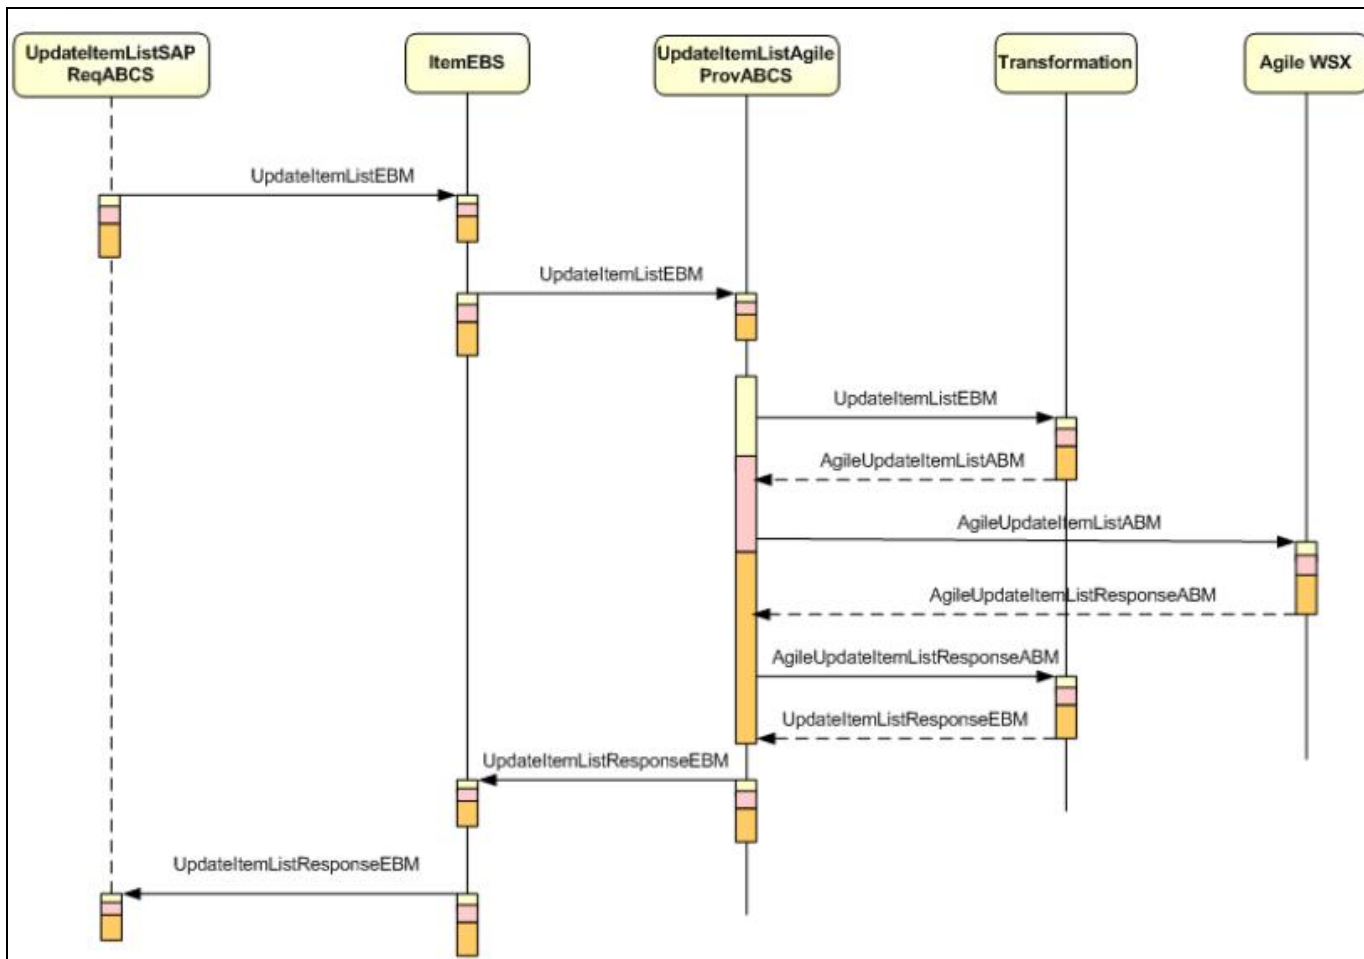 UpdateItemListSAP
ReqABCS
ItemEBS
UpdateItemListAgile
ProvABCS
Transformation
Agile WSX
UpdateItemListEBM
UpdateItemListEBM
UpdateItemListEBM
AgileUpdateItemListABM
AgileUpdateItemListABM
AgileUpdateItemListResponseABM
AgileUpdateItemListResponseABM
UpdateItemListResponseEBM
UpdateItemListResponseEBM
UpdateItemListResponseEBM